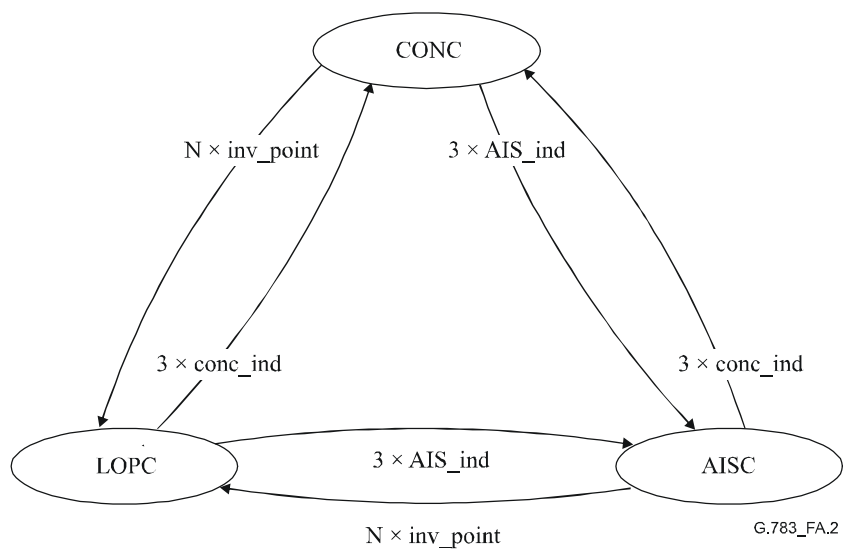 CONC
N × inv_point
3 × AIS_ind
3 × conc_ind
3 × conc_ind
LOPC
3 × AIS_ind
AISC
N × inv_point
G.783_FA.2